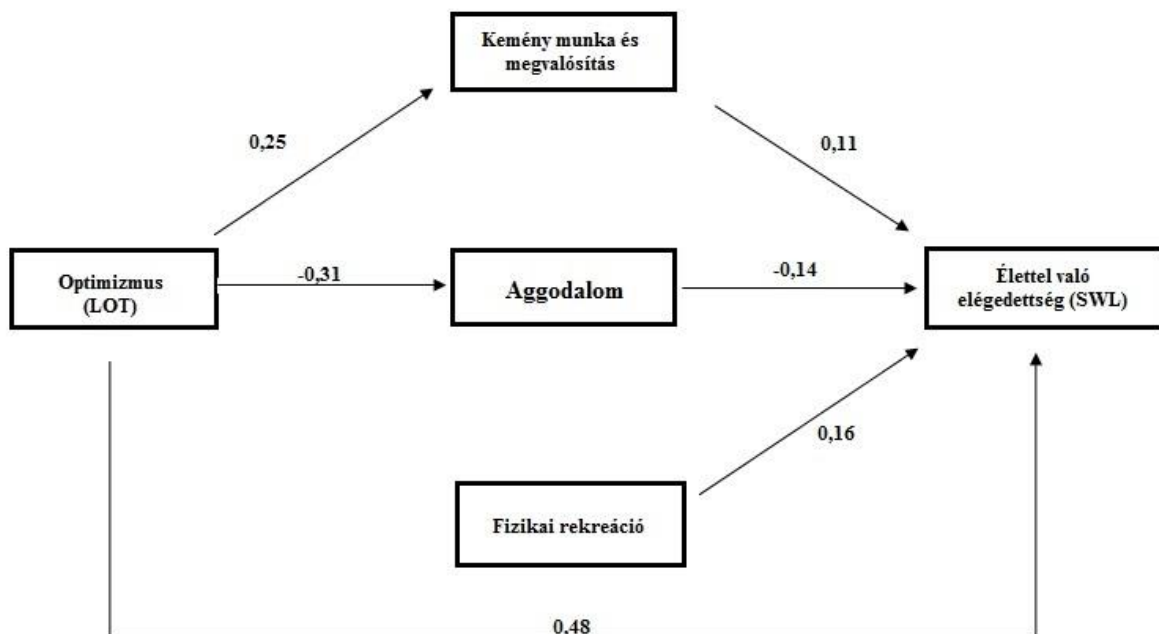 Kemény munka és
megvalósítás
0,25
0,11
Optimizmus
(LOT)
-0,31
Aggodalom
-0,14
Élettel való
elégedettség (SWL)
0,16
Fizikai rekreáció
0,48